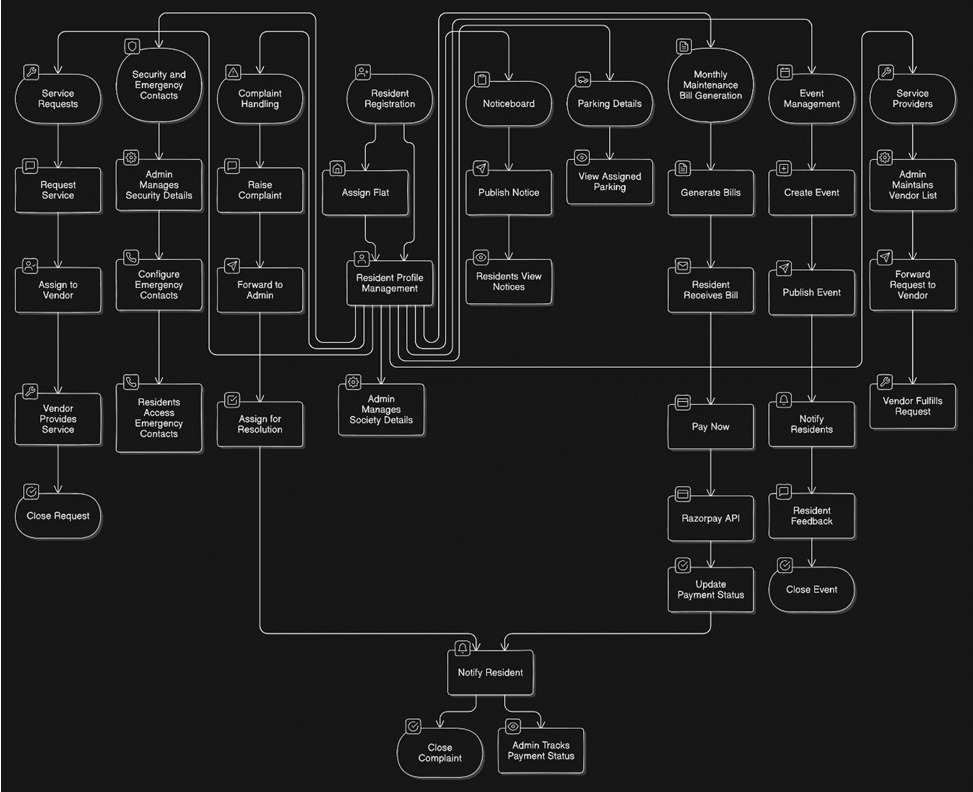 Service
Requests
Security and
Emergency
Contacts
Complaint
Handling
Resident
Registration
Noticeboard
Parking Details
Monthly
Maintenance
Bill Generation
Event
Management
Service
Providers
Request
Service
Admin
Manages
Security Details
Raise
Complaint
Assign Flat
Publish Notice
View Assigned
Parking
Generate Bills
Create Event
Admin
Maintains
Vendor List
Assign to
Vendor
Configure
Emergency
Contacts
Forward to
Admin
Resident Profile
Management
Residents View
Notices
Resident
Receives Bill
Publish Event
Forward
Request to
Vendor
Vendor
Provides
Service
Residents
Access
Emergency
Contacts
Assign for
Resolution
Admin
Manages
Society Details
Pay Now
Notify
Residents
Vendor Fulfills
Request
Close Request
Razorpay API
Resident
Feedback
Update
Payment Status
Close Event
Notify Resident
Close
Complaint
Admin Tracks
Payment Status